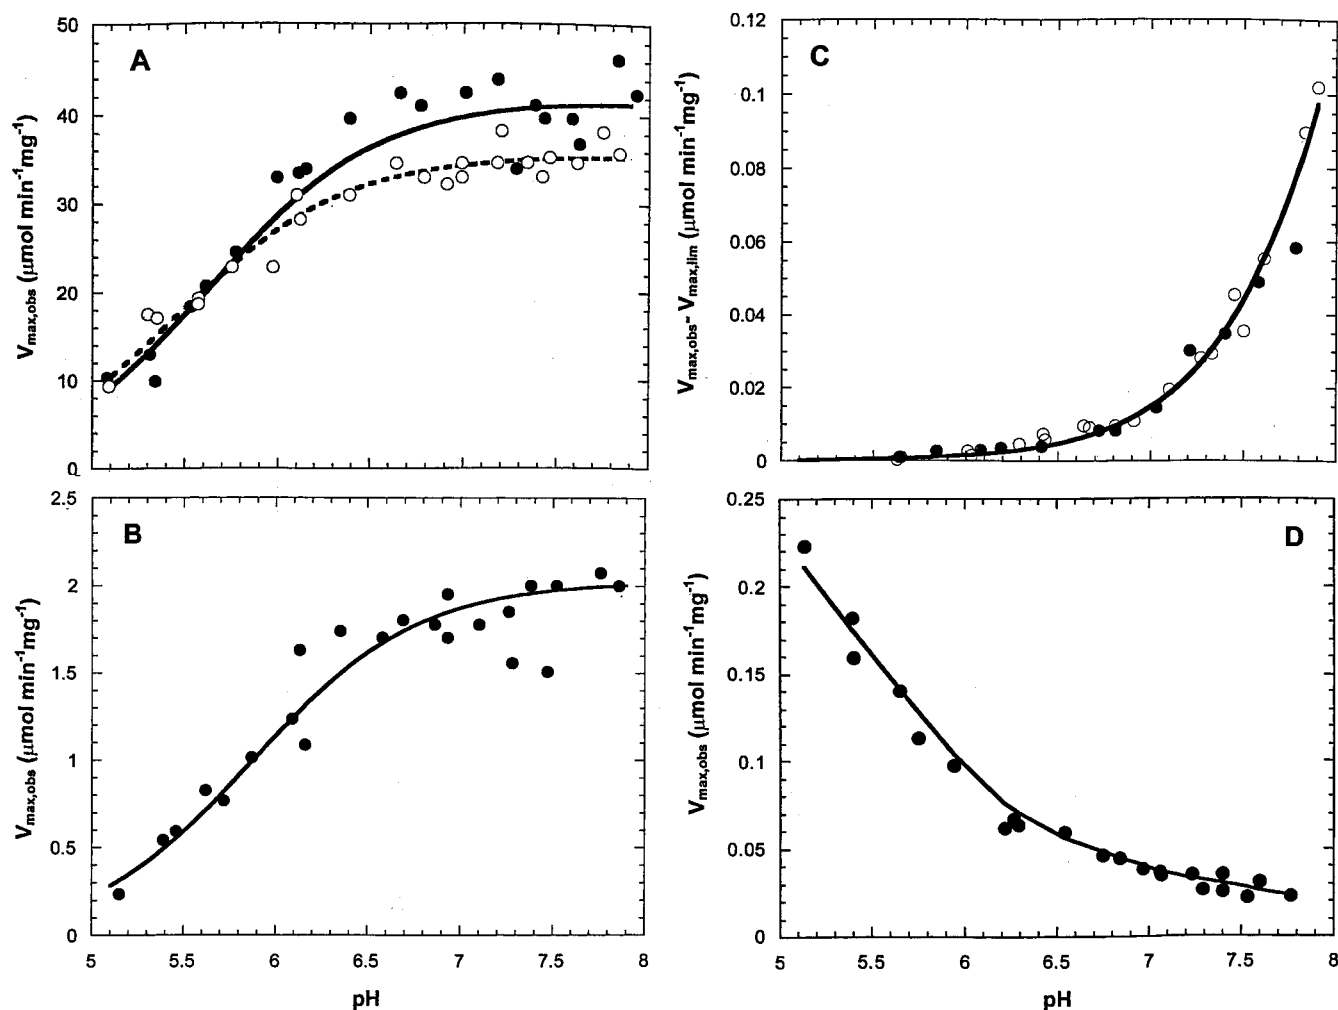 A
50
40
30
20
10
0
V_max,obs (μmol min⁻¹mg⁻¹)
C
0.12
0.1
0.08
0.06
0.04
0.02
0
V_max,obs- V_max,lim (μmol min⁻¹mg⁻¹)
B
2.5
2
1.5
1
0.5
0
V_max,obs (μmol min⁻¹mg⁻¹)
5 5.5 6 6.5 7 7.5 8
pH
D
0.25
0.2
0.15
0.1
0.05
0
V_max,obs (μmol min⁻¹mg⁻¹)
5 5.5 6 6.5 7 7.5 8
pH